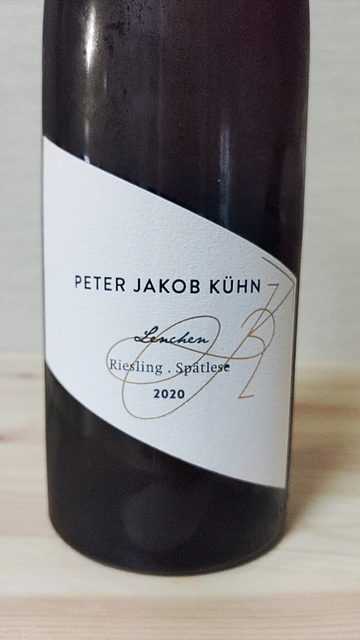 PETER JAKOB KÜHN
Lenchen
Riesling . Spätlese
2020